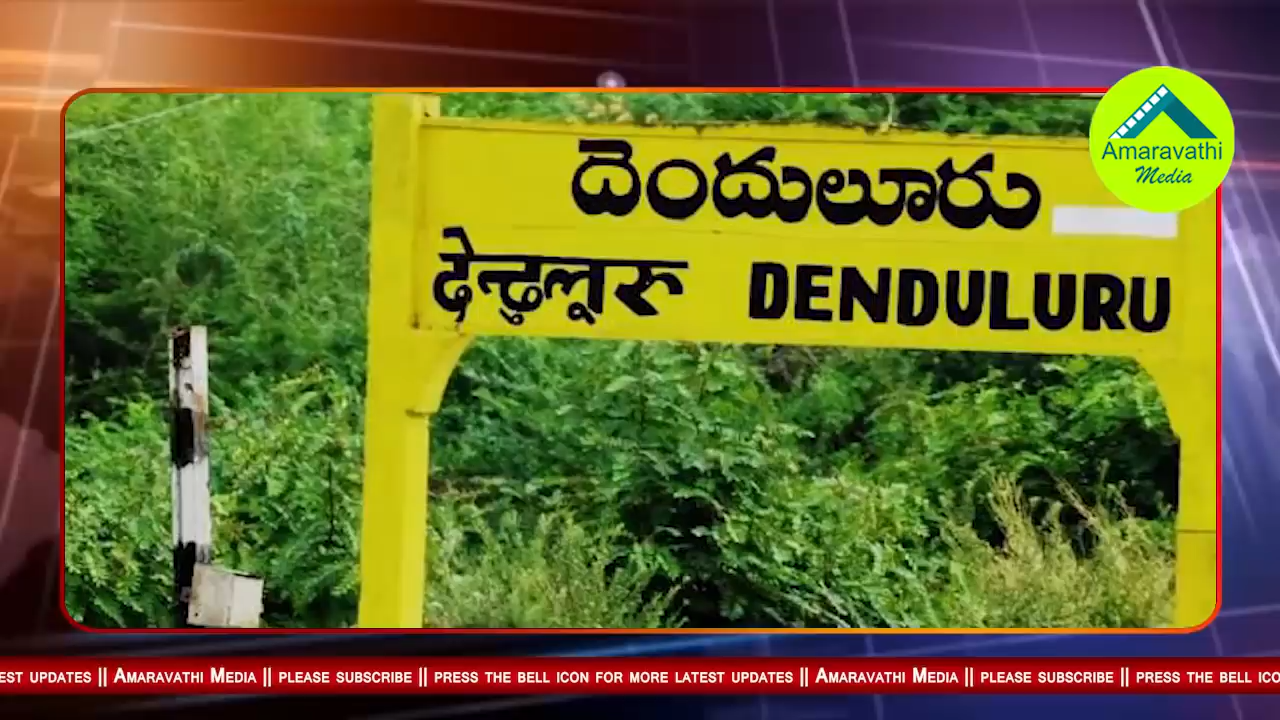 Amaravathi
Media
దెందులూరు
देन्दुलूरु DENDULURU
EST UPDATES || AMARAVATHI MEDIA || PLEASE SUBSCRIBE || PRESS THE BELL ICON FOR MORE LATEST UPDATES || AMARAVATHI MEDIA || PLEASE SUBSCRIBE || PRESS THE BELL ICO